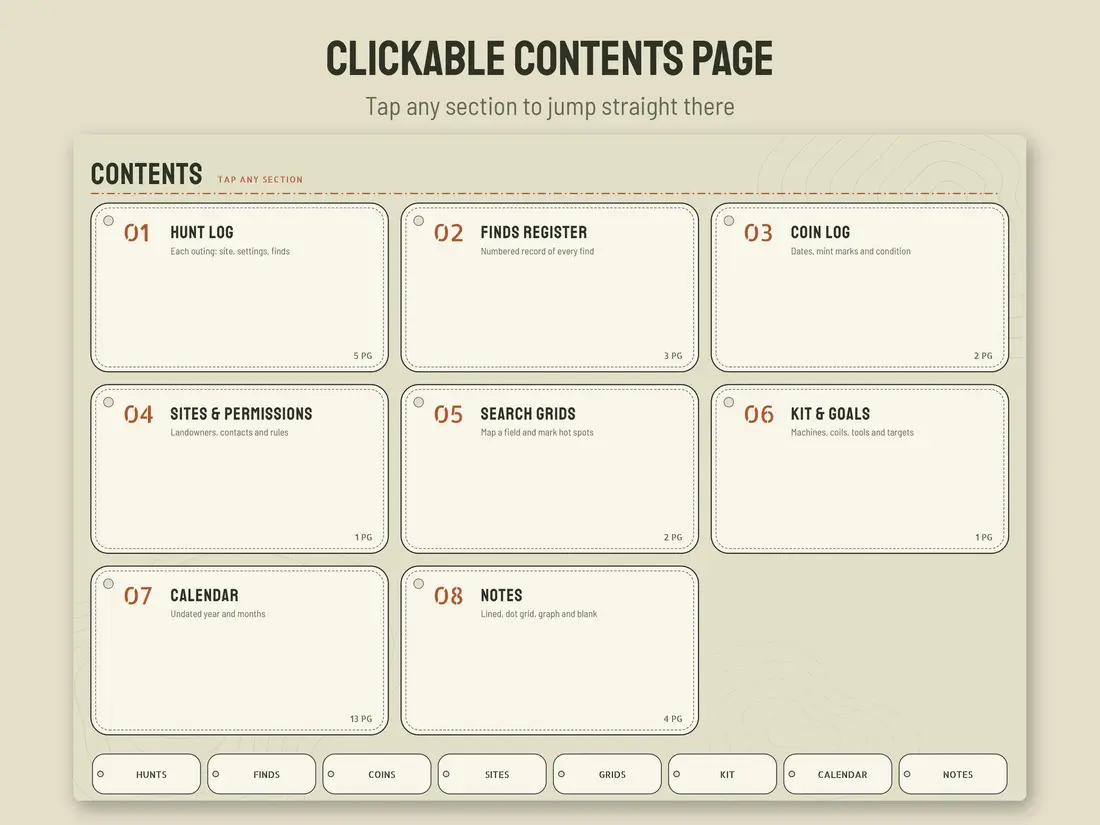 CLICKABLE CONTENTS PAGE
Tap any section to jump straight there
CONTENTS TAP ANY SECTION
01 HUNT LOG
Each outing: site, settings, finds
5 PG
02 FINDS REGISTER
Numbered record of every find
3 PG
03 COIN LOG
Dates, mint marks and condition
2 PG
04 SITES & PERMISSIONS
Landowners, contacts and rules
1 PG
05 SEARCH GRIDS
Map a field and mark hot spots
2 PG
06 KIT & GOALS
Machines, coils, tools and targets
1 PG
07 CALENDAR
Undated year and months
13 PG
08 NOTES
Lined, dot grid, graph and blank
4 PG
HUNTS FINDS COINS SITES GRIDS KIT CALENDAR NOTES